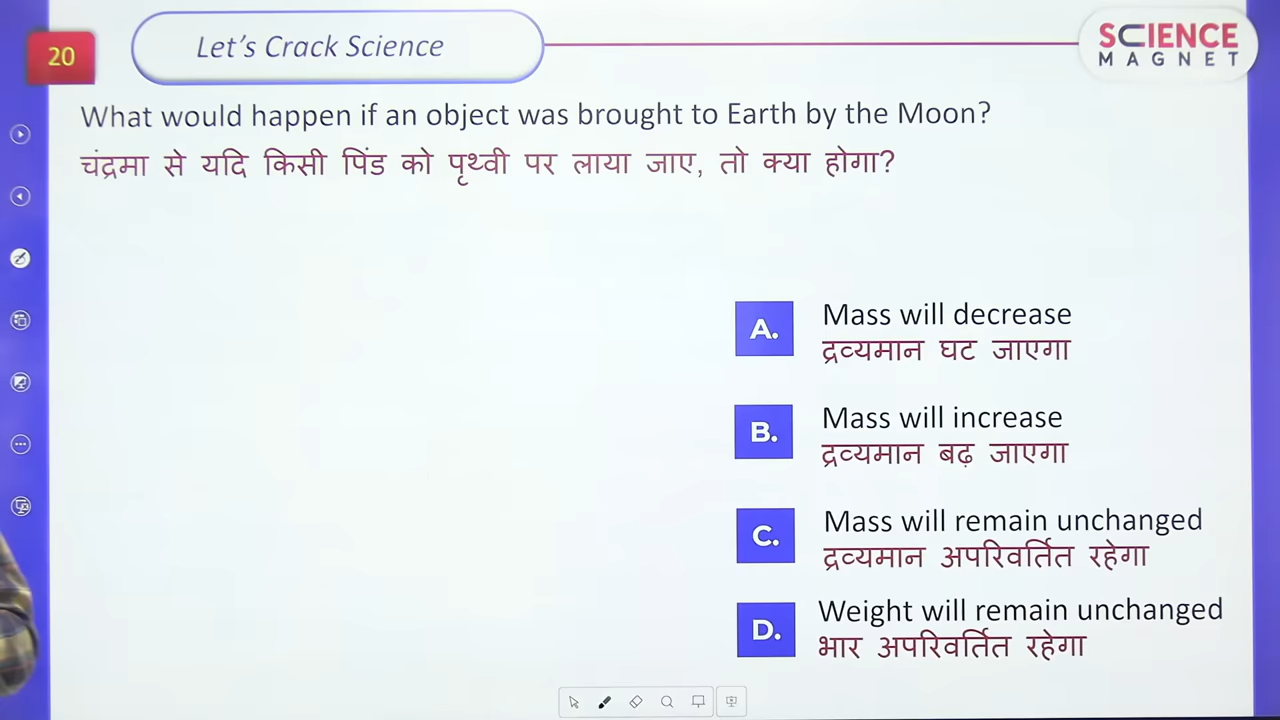 20
Let's Crack Science
SCIENCE
MAGNET
What would happen if an object was brought to Earth by the Moon?
चंद्रमा से यदि किसी पिंड को पृथ्वी पर लाया जाए, तो क्या होगा?
A. Mass will decrease
द्रव्यमान घट जाएगा
B. Mass will increase
द्रव्यमान बढ़ जाएगा
C. Mass will remain unchanged
द्रव्यमान अपरिवर्तित रहेगा
D. Weight will remain unchanged
भार अपरिवर्तित रहेगा